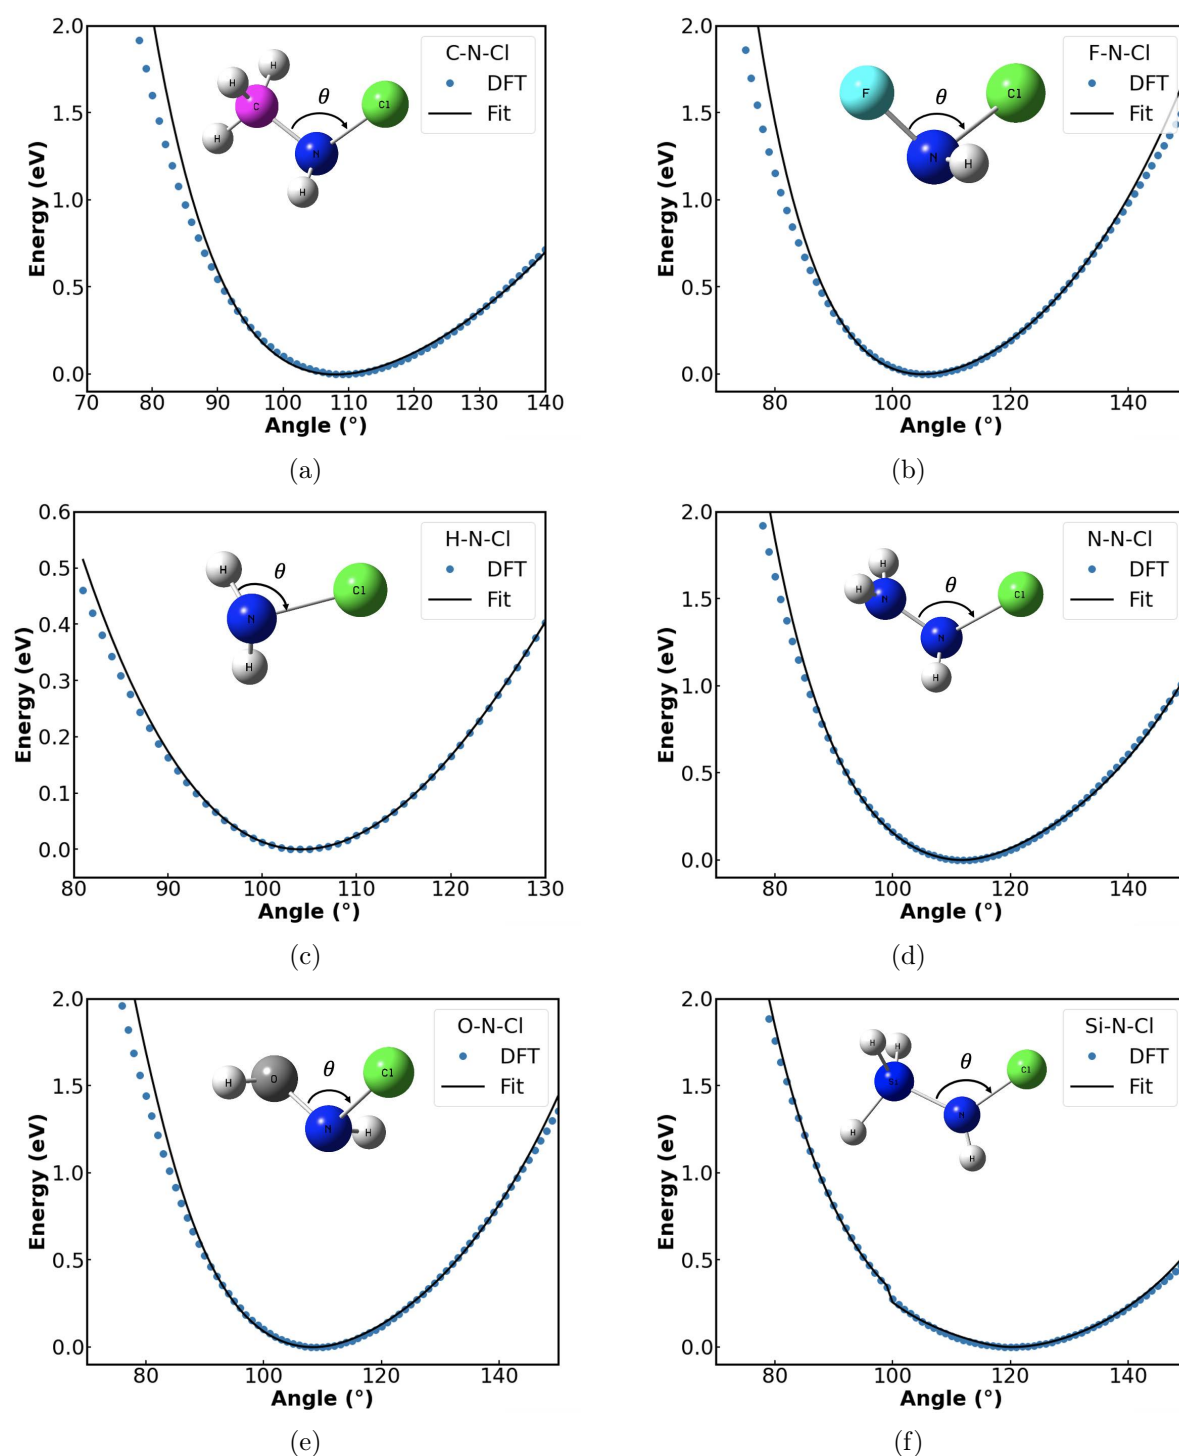 C-N-Cl
DFT
Fit
H
H
C
H
N
H
Cl
θ
Energy (eV)
2.0
1.5
1.0
0.5
0.0
70 80 90 100 110 120 130 140
Angle (°)
(a)
F-N-Cl
DFT
Fit
F
N
H
Cl
θ
Energy (eV)
2.0
1.5
1.0
0.5
0.0
80 100 120 140
Angle (°)
(b)
H-N-Cl
DFT
Fit
H
N
H
Cl
θ
Energy (eV)
0.6
0.5
0.4
0.3
0.2
0.1
0.0
80 90 100 110 120 130
Angle (°)
(c)
N-N-Cl
DFT
Fit
H
H
N
N
H
Cl
θ
Energy (eV)
2.0
1.5
1.0
0.5
0.0
80 100 120 140
Angle (°)
(d)
O-N-Cl
DFT
Fit
H
O
N
H
Cl
θ
Energy (eV)
2.0
1.5
1.0
0.5
0.0
80 100 120 140
Angle (°)
(e)
Si-N-Cl
DFT
Fit
H
H
Si
H
N
H
Cl
θ
Energy (eV)
2.0
1.5
1.0
0.5
0.0
80 100 120 140
Angle (°)
(f)